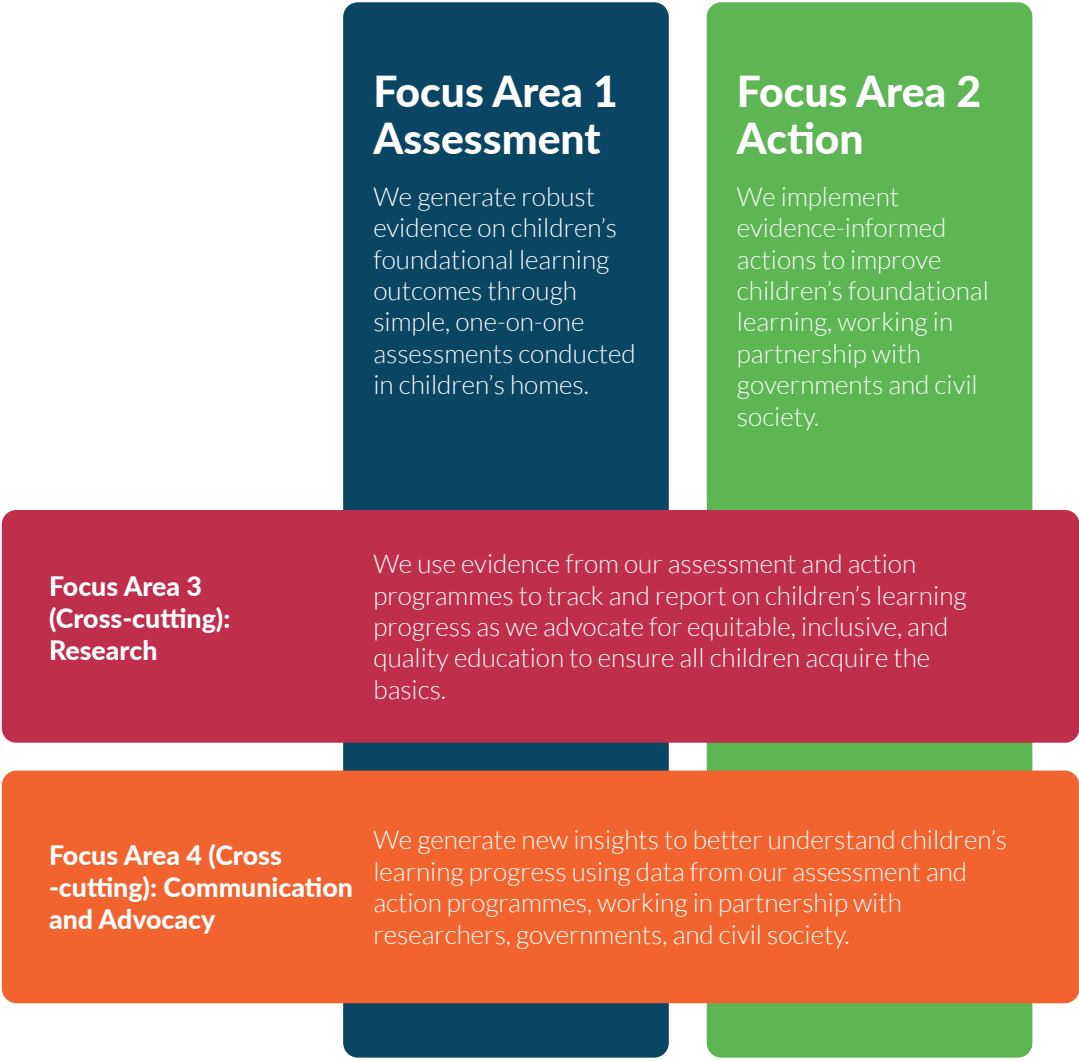 Focus Area 1
Assessment
We generate robust
evidence on children’s
foundational learning
outcomes through
simple, one-on-one
assessments conducted
in children’s homes.
Focus Area 2
Action
We implement
evidence-informed
actions to improve
children’s foundational
learning, working in
partnership with
governments and civil
society.
Focus Area 3
(Cross-cutting):
Research
We use evidence from our assessment and action
programmes to track and report on children’s learning
progress as we advocate for equitable, inclusive, and
quality education to ensure all children acquire the
basics.
Focus Area 4 (Cross
-cutting): Communication
and Advocacy
We generate new insights to better understand children’s
learning progress using data from our assessment and
action programmes, working in partnership with
researchers, governments, and civil society.